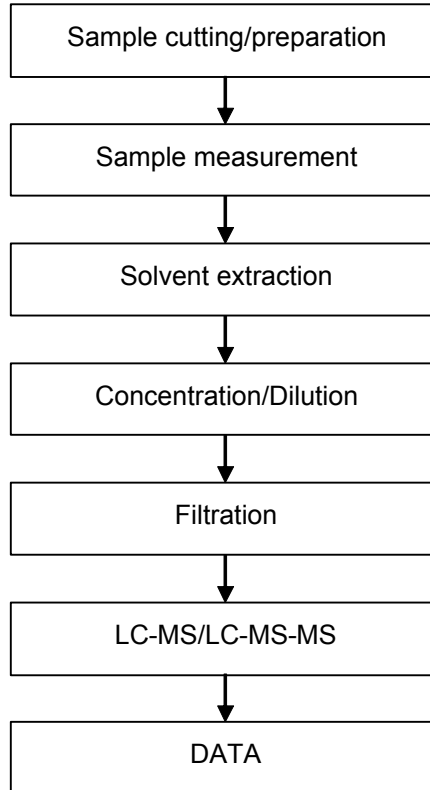 Sample cutting/preparation
Sample measurement
Solvent extraction
Concentration/Dilution
Filtration
LC-MS/LC-MS-MS
DATA